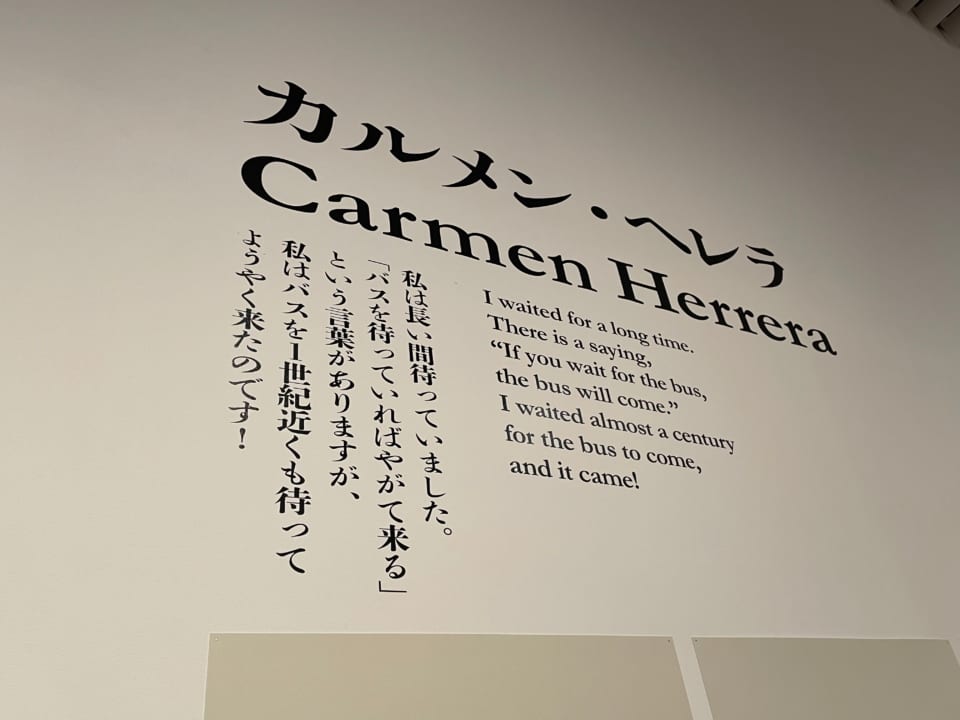 カルメン・ヘレラ
Carmen Herrera
私は長い間待っていました。
「バスを待っていればやがて来る」
という言葉がありますが、
私はバスを1世紀近くも待って
ようやく来たのです!
I waited for a long time.
There is a saying,
“If you wait for the bus,
the bus will come.”
I waited almost a century
for the bus to come,
and it came!